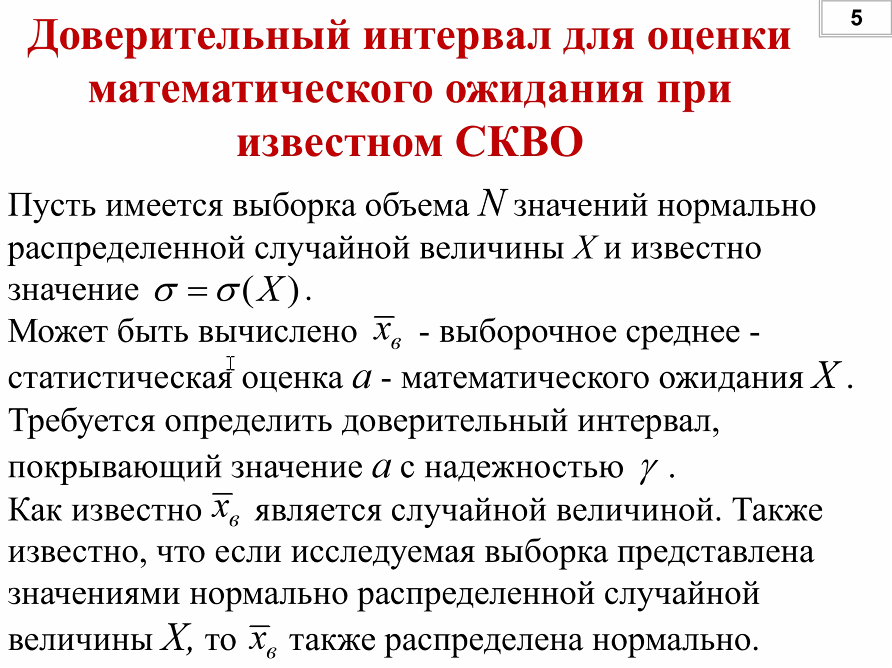 5
Доверительный интервал для оценки
математического ожидания при
известном СКВО
Пусть имеется выборка объема N значений нормально
распределенной случайной величины X и известно
значение σ = σ(X).
Может быть вычислено x̅в - выборочное среднее -
статистическая оценка a - математического ожидания X .
Требуется определить доверительный интервал,
покрывающий значение a с надежностью γ .
Как известно x̅в является случайной величиной. Также
известно, что если исследуемая выборка представлена
значениями нормально распределенной случайной
величины X, то x̅в также распределена нормально.